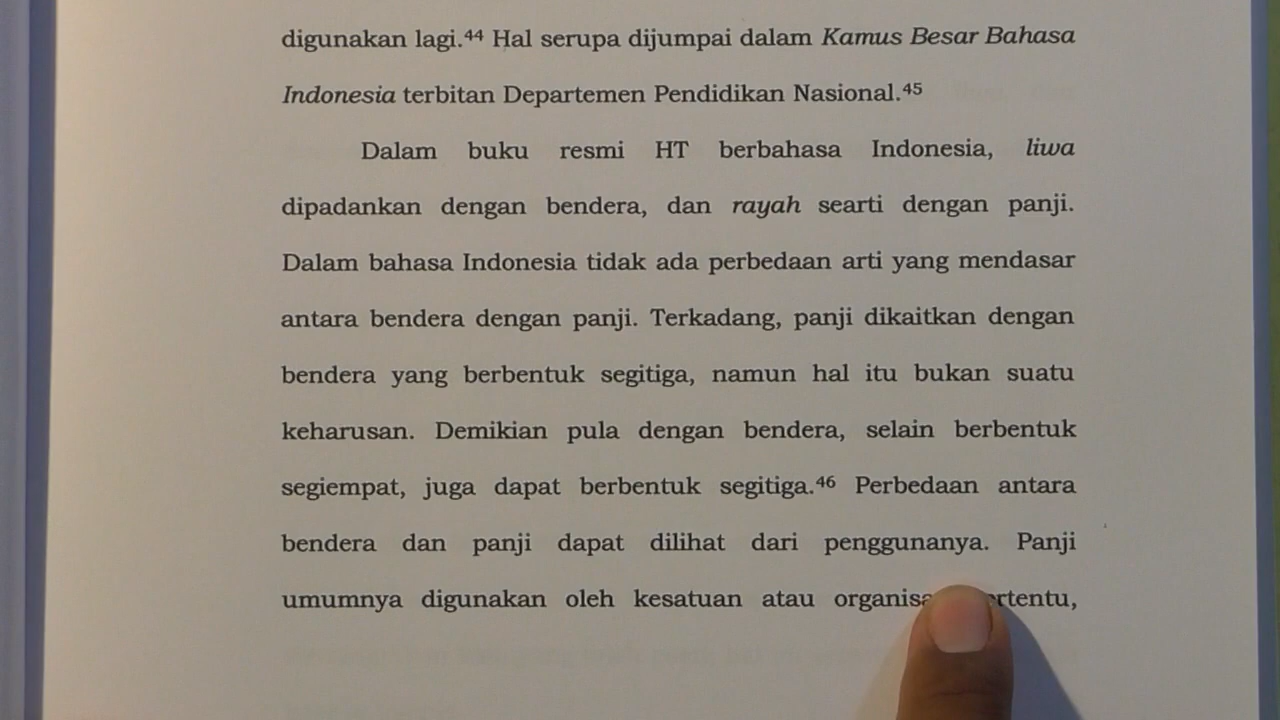 digunakan lagi.⁴⁴ Hal serupa dijumpai dalam Kamus Besar Bahasa
Indonesia terbitan Departemen Pendidikan Nasional.⁴⁵
Dalam buku resmi HT berbahasa Indonesia, liwa
dipadankan dengan bendera, dan rayah searti dengan panji.
Dalam bahasa Indonesia tidak ada perbedaan arti yang mendasar
antara bendera dengan panji. Terkadang, panji dikaitkan dengan
bendera yang berbentuk segitiga, namun hal itu bukan suatu
keharusan. Demikian pula dengan bendera, selain berbentuk
segiempat, juga dapat berbentuk segitiga.⁴⁶ Perbedaan antara
bendera dan panji dapat dilihat dari penggunanya. Panji
umumnya digunakan oleh kesatuan atau